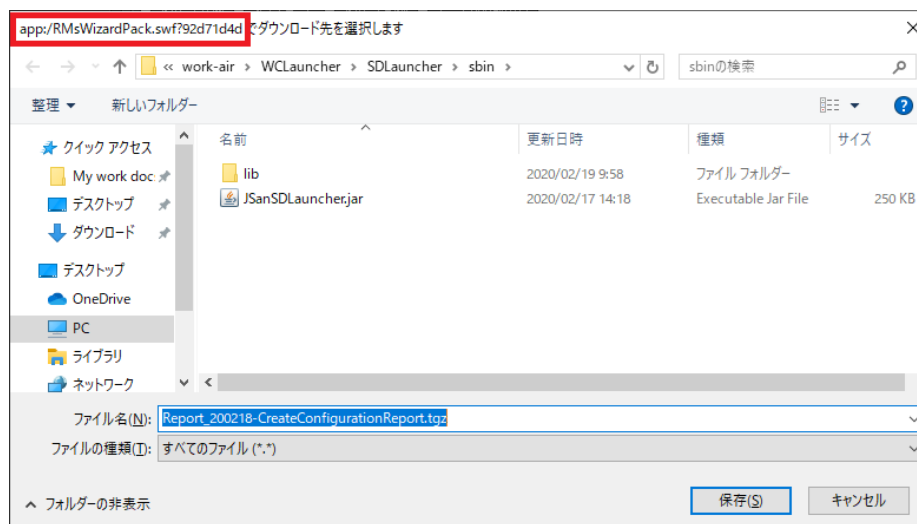 app:/RMsWizardPack.swf?92d71d4d でダウンロード先を選択します
« work-air > WCLauncher > SDLauncher > sbin >
sbinの検索
整理 新しいフォルダー
名前 更新日時 種類 サイズ
クイック アクセス
My work doc
デスクトップ
ダウンロード
デスクトップ
OneDrive
PC
ライブラリ
ネットワーク
lib 2020/02/19 9:58 ファイル フォルダー
JSanSDLauncher.jar 2020/02/17 14:18 Executable Jar File 250 KB
ファイル名(N): Report_200218-CreateConfigurationReport.tgz
ファイルの種類(T): すべてのファイル (*.*)
フォルダーの非表示
保存(S) キャンセル